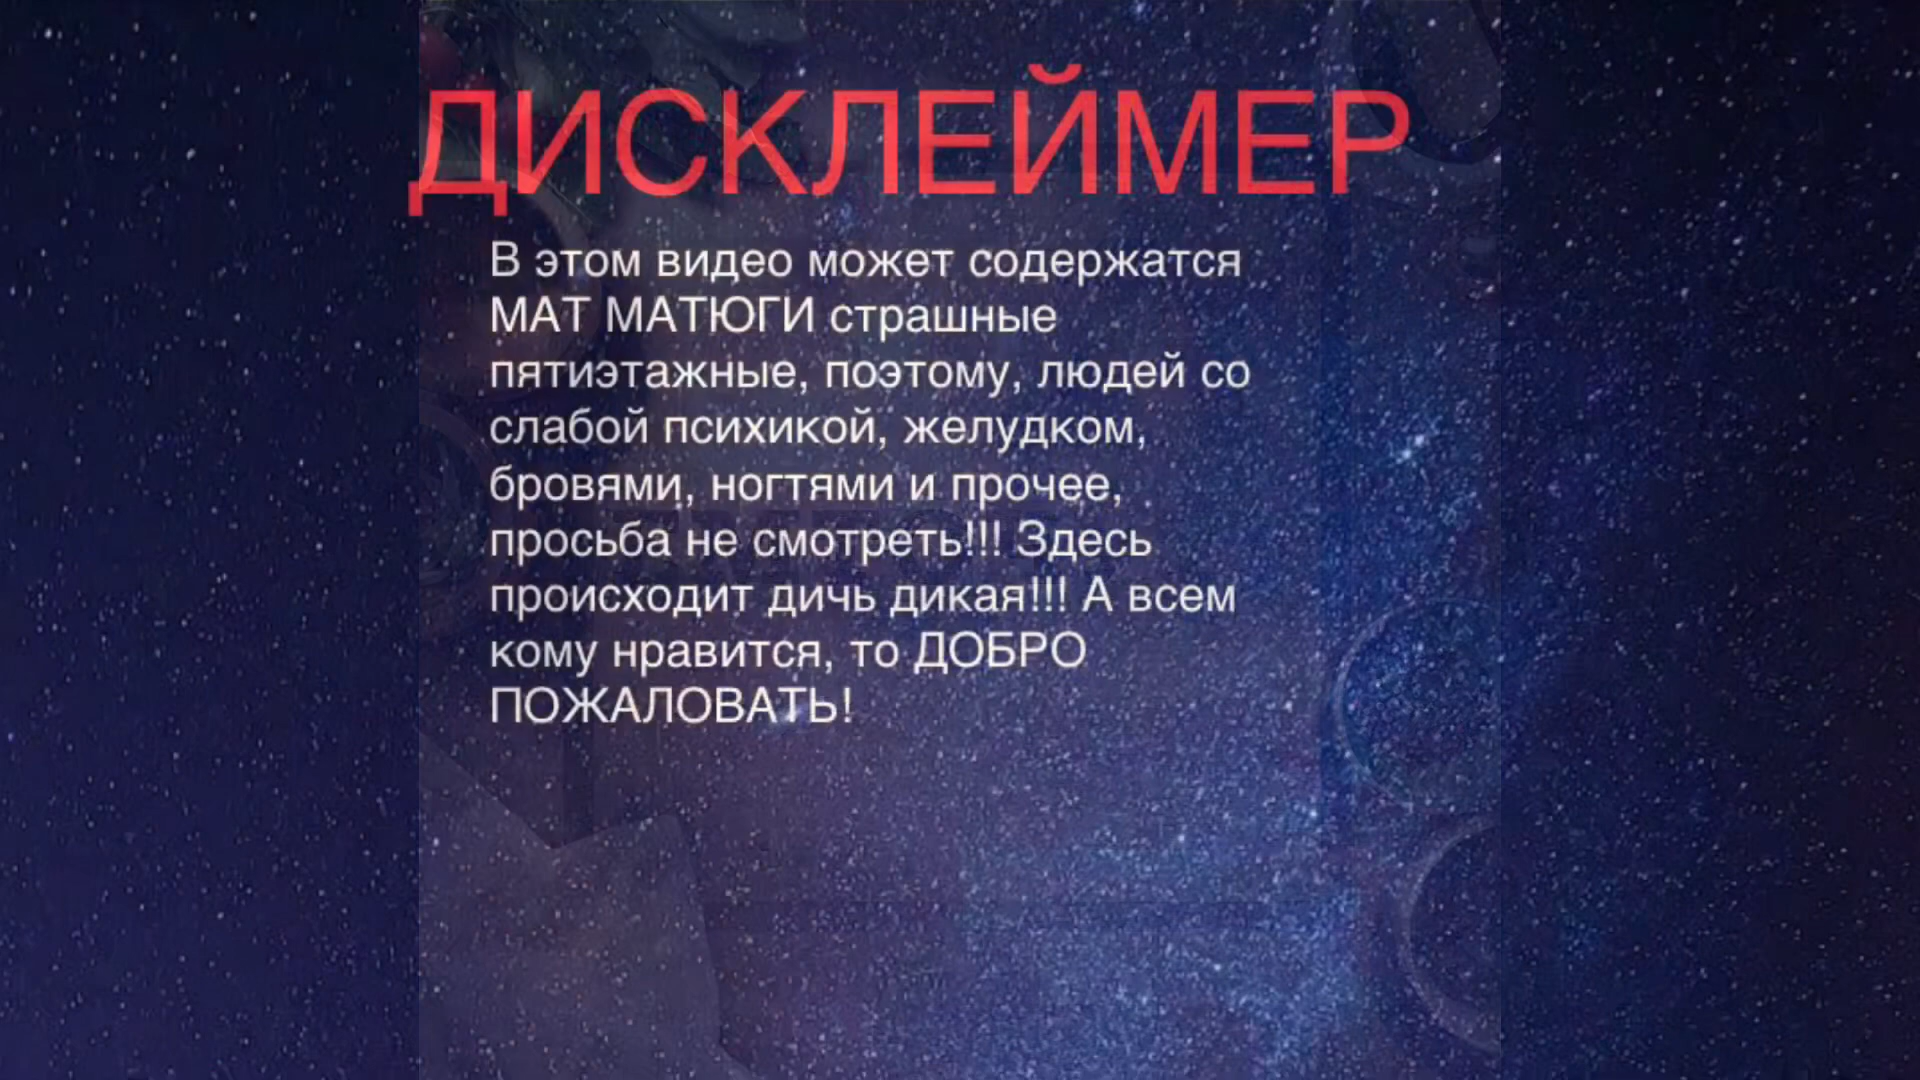 ДИСКЛЕЙМЕР
В этом видео может содержатся
МАТ МАТЮГИ страшные
пятиэтажные, поэтому, людей со
слабой психикой, желудком,
бровями, ногтями и прочее,
просьба не смотреть!!! Здесь
происходит дичь дикая!!! А всем
кому нравится, то ДОБРО
ПОЖАЛОВАТЬ!